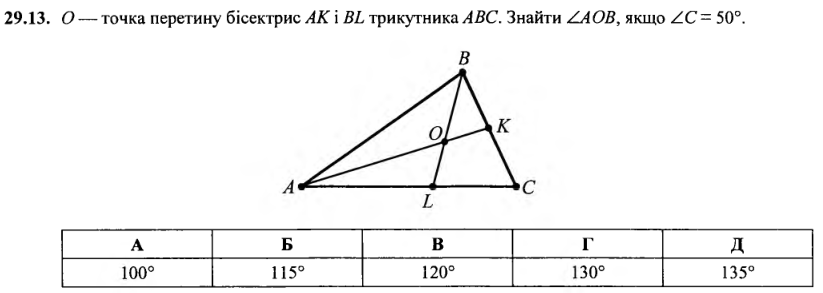 29.13. O — точка перетину бісектрис AK і BL трикутника ABC. Знайти ∠AOB, якщо ∠C = 50°.
B
O
K
A
L
C
А Б В Г Д
100° 115° 120° 130° 135°